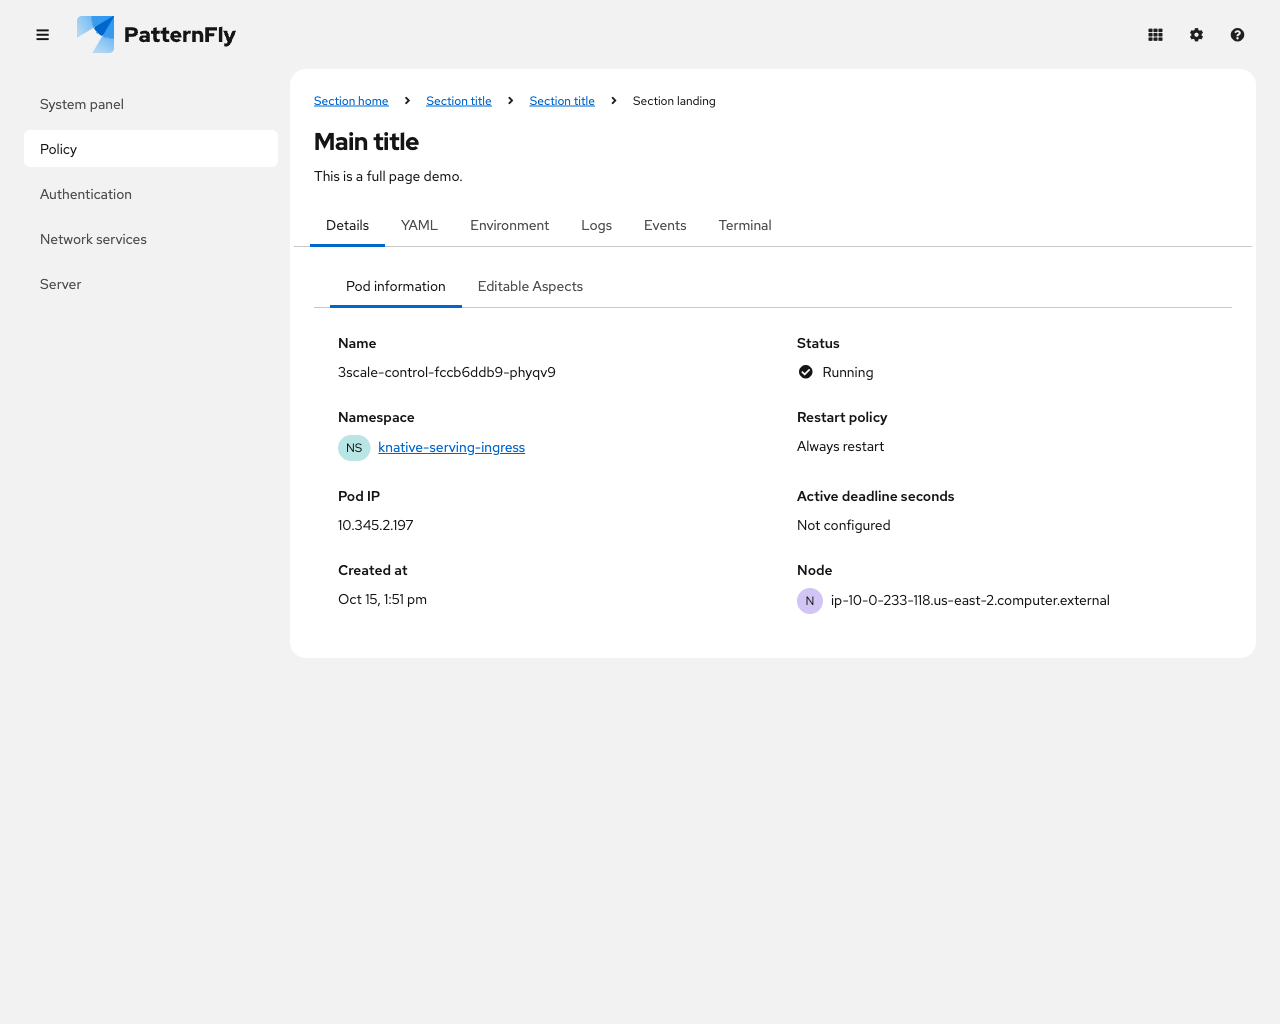 PatternFly
System panel
Policy
Authentication
Network services
Server
Section home
Section title
Section title
Section landing
Main title
This is a full page demo.
Details
YAML
Environment
Logs
Events
Terminal
Pod information
Editable Aspects
Name
3scale-control-fccb6ddb9-phyqv9
Status
Running
Namespace
NS knative-serving-ingress
Restart policy
Always restart
Pod IP
10.345.2.197
Active deadline seconds
Not configured
Created at
Oct 15, 1:51 pm
Node
N ip-10-0-233-118.us-east-2.computer.external